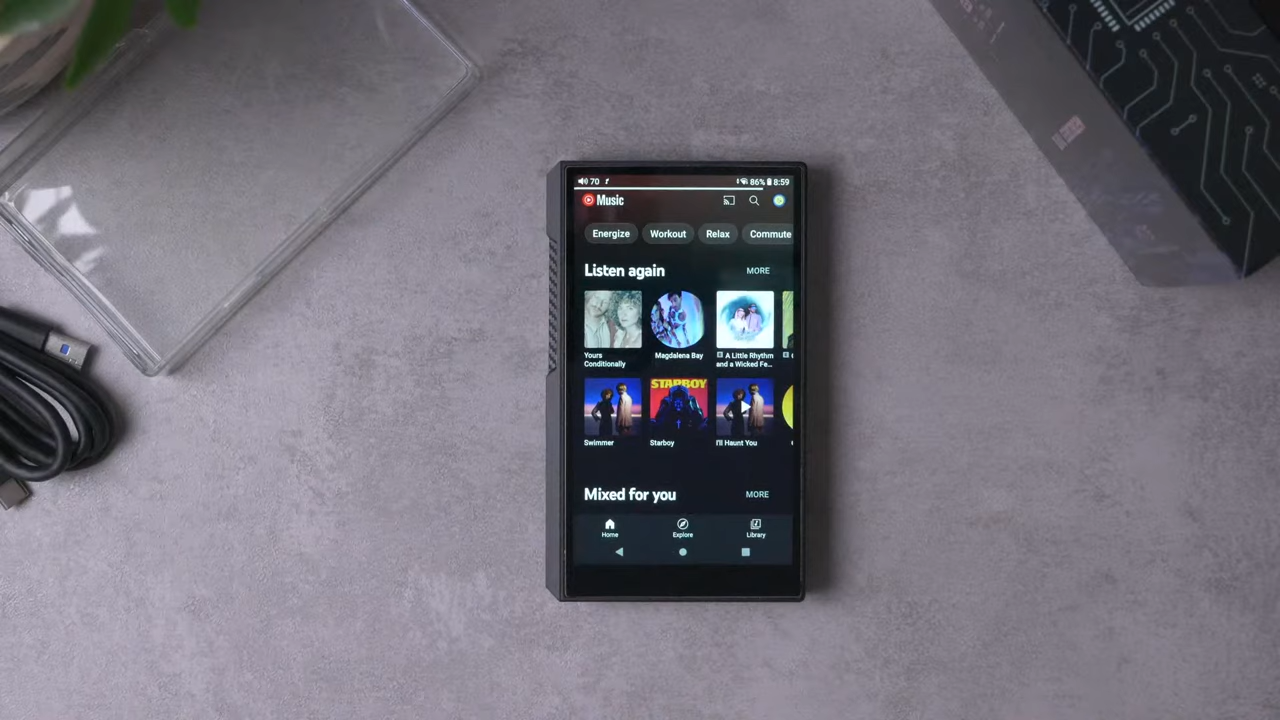 70
86% 8:59
Music
Energize Workout Relax Commute
Listen again MORE
Yours Conditionally
Magdalena Bay
A Little Rhythm
and a Wicked Fe...
STARBOY
Swimmer Starboy I'll Haunt You
Mixed for you MORE
Home Explore Library